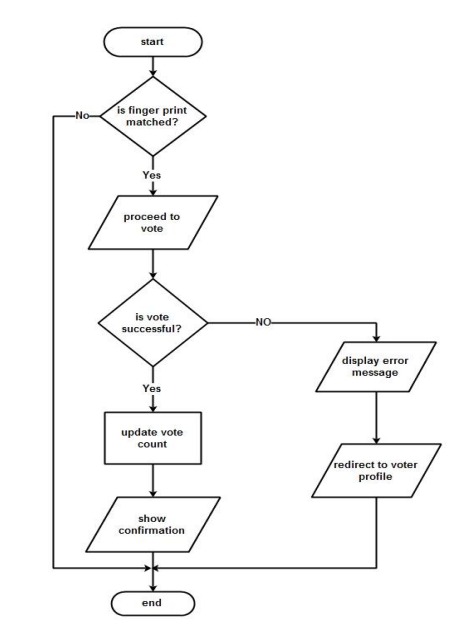 start
is finger print
matched?
No
Yes
proceed to
vote
is vote
successful?
NO
Yes
display error
message
update vote
count
redirect to voter
profile
show
confirmation
end